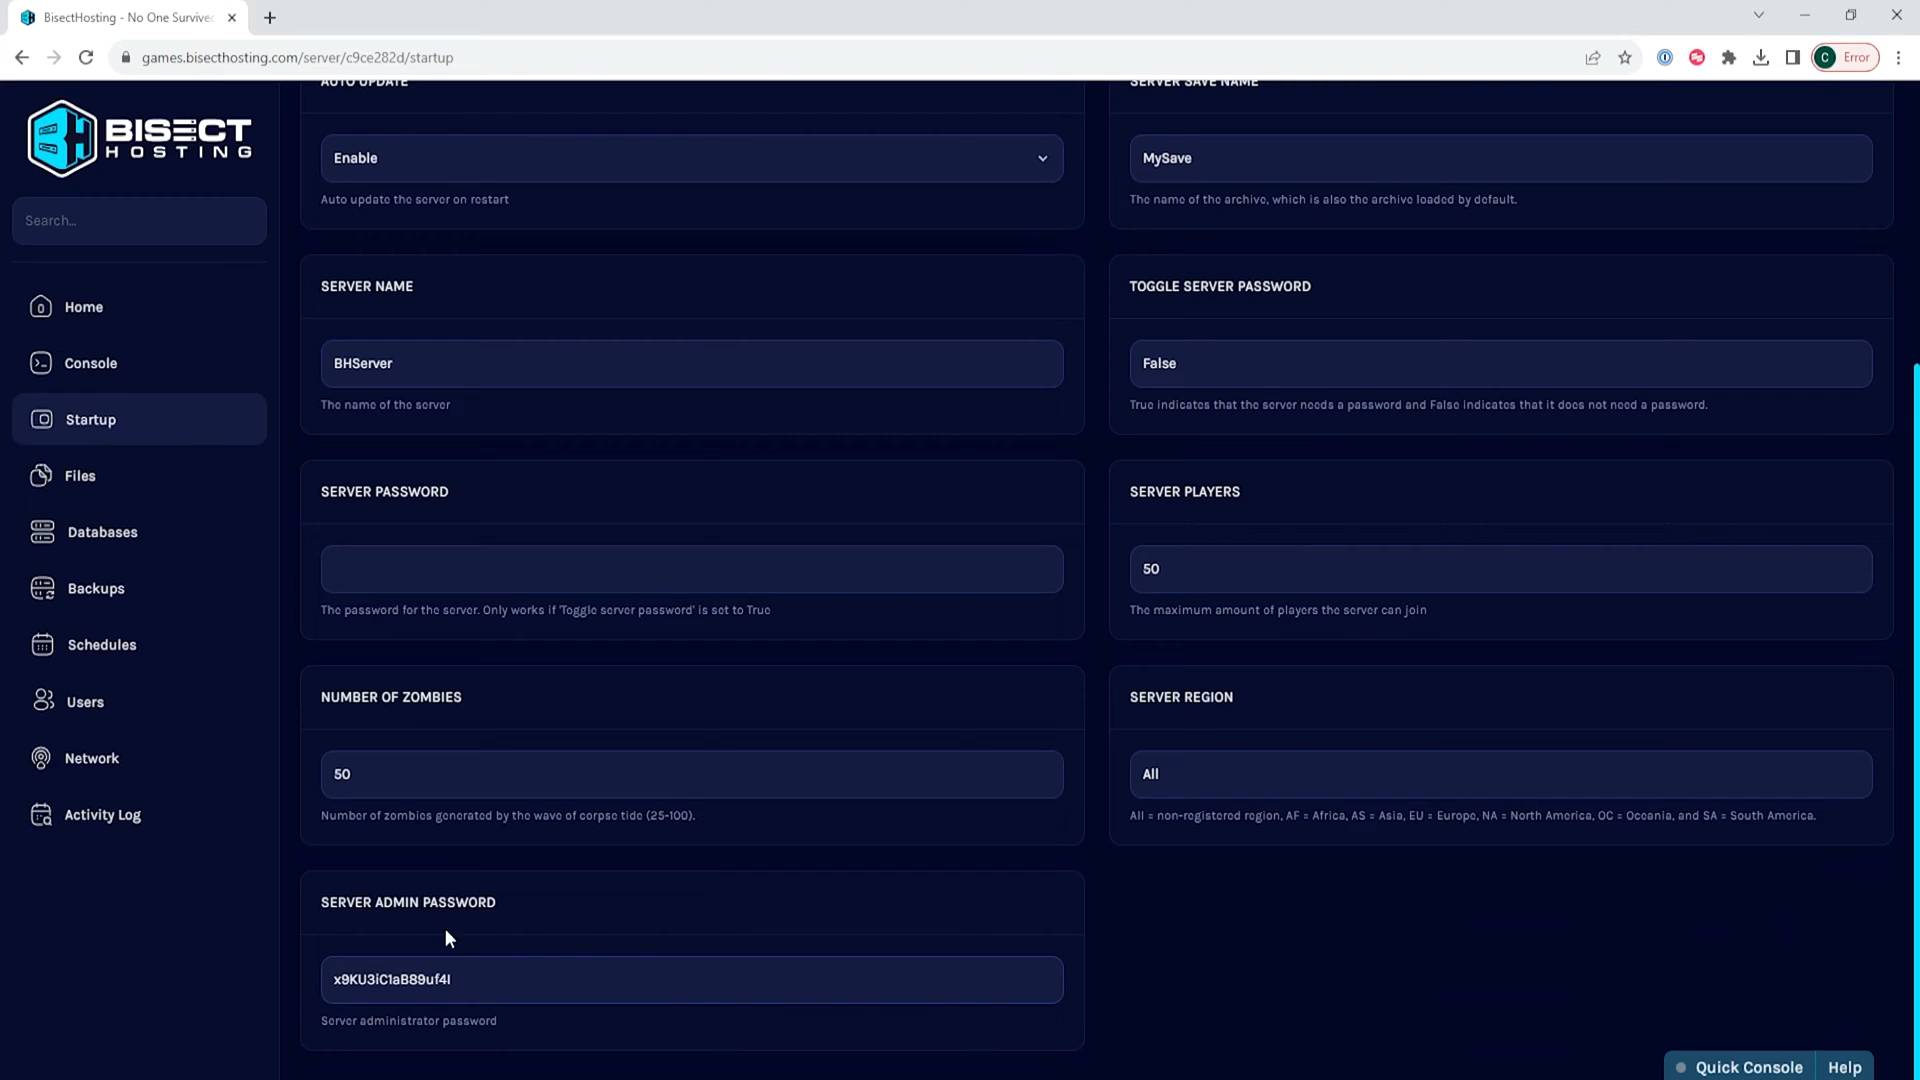 BisectHosting - No One Survived
games.bisecthosting.com/server/c9ce282d/startup
C Error
BISECT
HOSTING
Search...
Home
Console
Startup
Files
Databases
Backups
Schedules
Users
Network
Activity Log
AUTO UPDATE
Enable
Auto update the server on restart
SERVER SAVE NAME
MySave
The name of the archive, which is also the archive loaded by default.
SERVER NAME
BHServer
The name of the server
TOGGLE SERVER PASSWORD
False
True indicates that the server needs a password and False indicates that it does not need a password.
SERVER PASSWORD
The password for the server. Only works if 'Toggle server password' is set to True
SERVER PLAYERS
50
The maximum amount of players the server can join
NUMBER OF ZOMBIES
50
Number of zombies generated by the wave of corpse tide (25-100).
SERVER REGION
All
All = non-registered region, AF = Africa, AS = Asia, EU = Europe, NA = North America, OC = Oceania, and SA = South America.
SERVER ADMIN PASSWORD
x9KU3iC1aB89uf4I
Server administrator password
Quick Console
Help